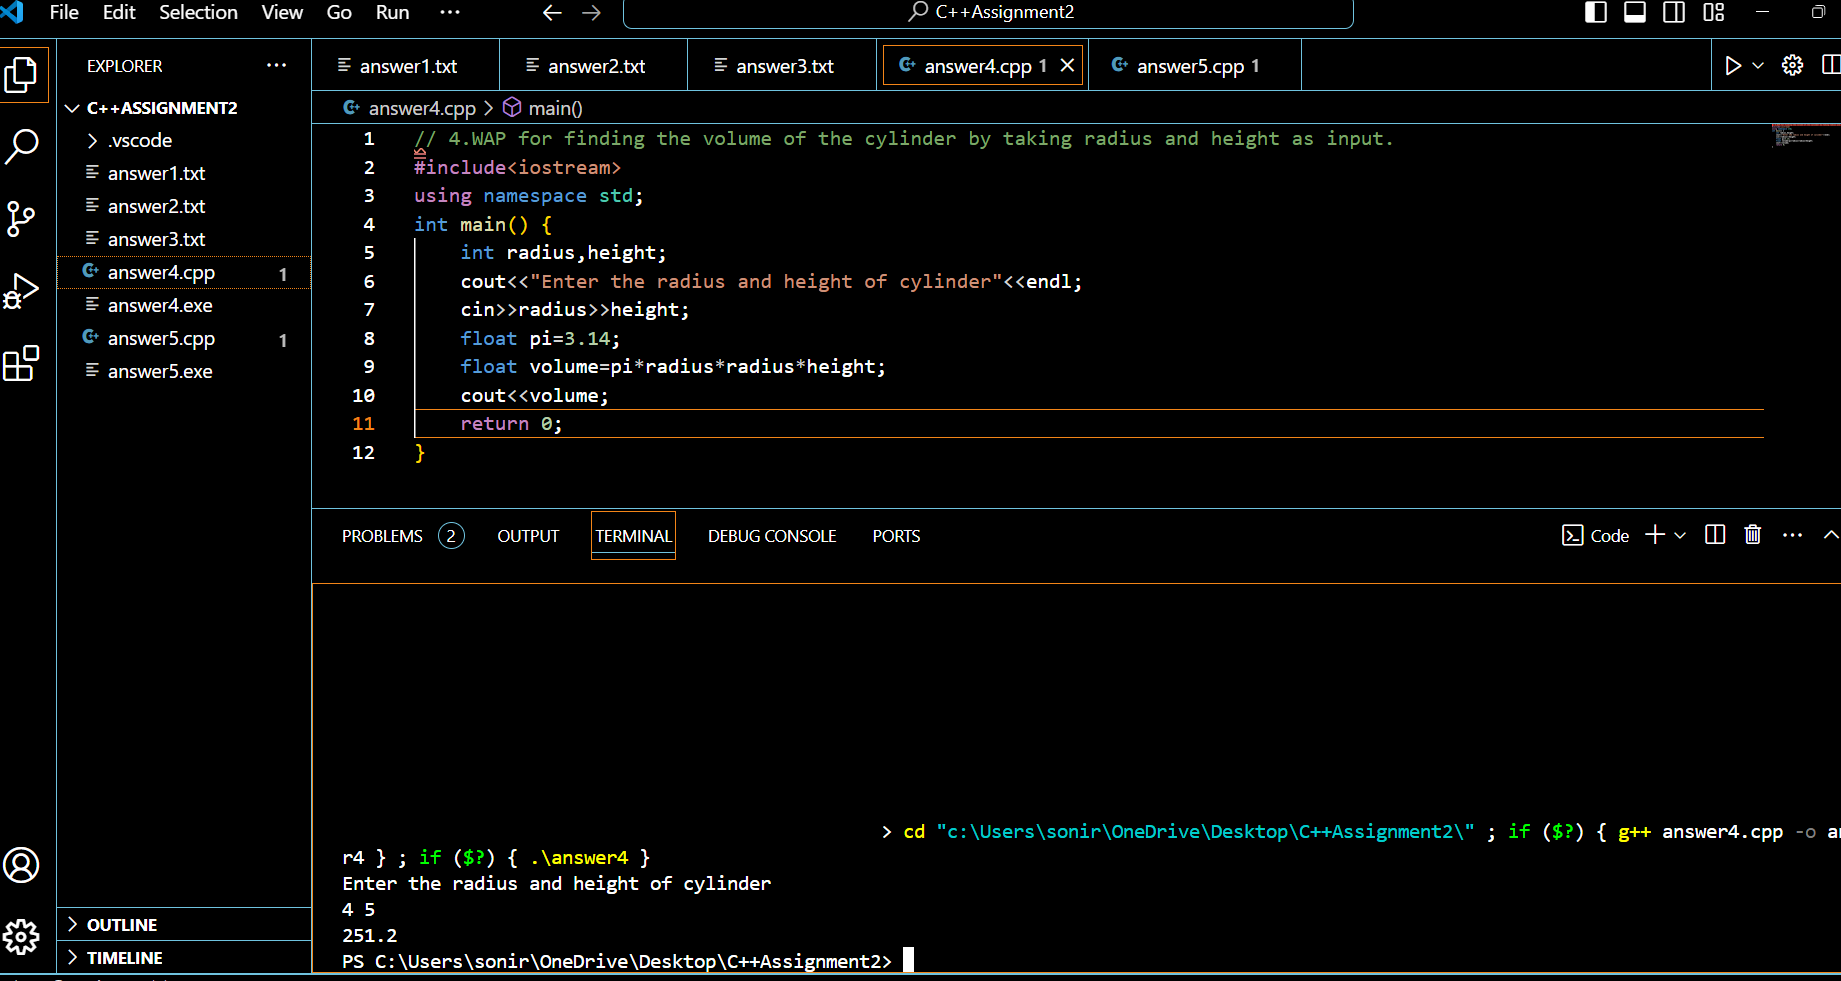 File Edit Selection View Go Run ··· C++Assignment2
EXPLORER ···
C++ASSIGNMENT2
.vscode
answer1.txt
answer2.txt
answer3.txt
answer4.cpp 1
answer4.exe
answer5.cpp 1
answer5.exe
OUTLINE
TIMELINE
answer1.txt answer2.txt answer3.txt answer4.cpp 1 answer5.cpp 1
answer4.cpp > main()
1 // 4.WAP for finding the volume of the cylinder by taking radius and height as input.
2 #include<iostream>
3 using namespace std;
4 int main() {
5 int radius,height;
6 cout<<"Enter the radius and height of cylinder"<<endl;
7 cin>>radius>>height;
8 float pi=3.14;
9 float volume=pi*radius*radius*height;
10 cout<<volume;
11 return 0;
12 }
PROBLEMS 2 OUTPUT TERMINAL DEBUG CONSOLE PORTS Code
> cd "c:\Users\sonir\OneDrive\Desktop\C++Assignment2\" ; if ($?) { g++ answer4.cpp -o an
r4 } ; if ($?) { .\answer4 }
Enter the radius and height of cylinder
4 5
251.2
PS C:\Users\sonir\OneDrive\Desktop\C++Assignment2>